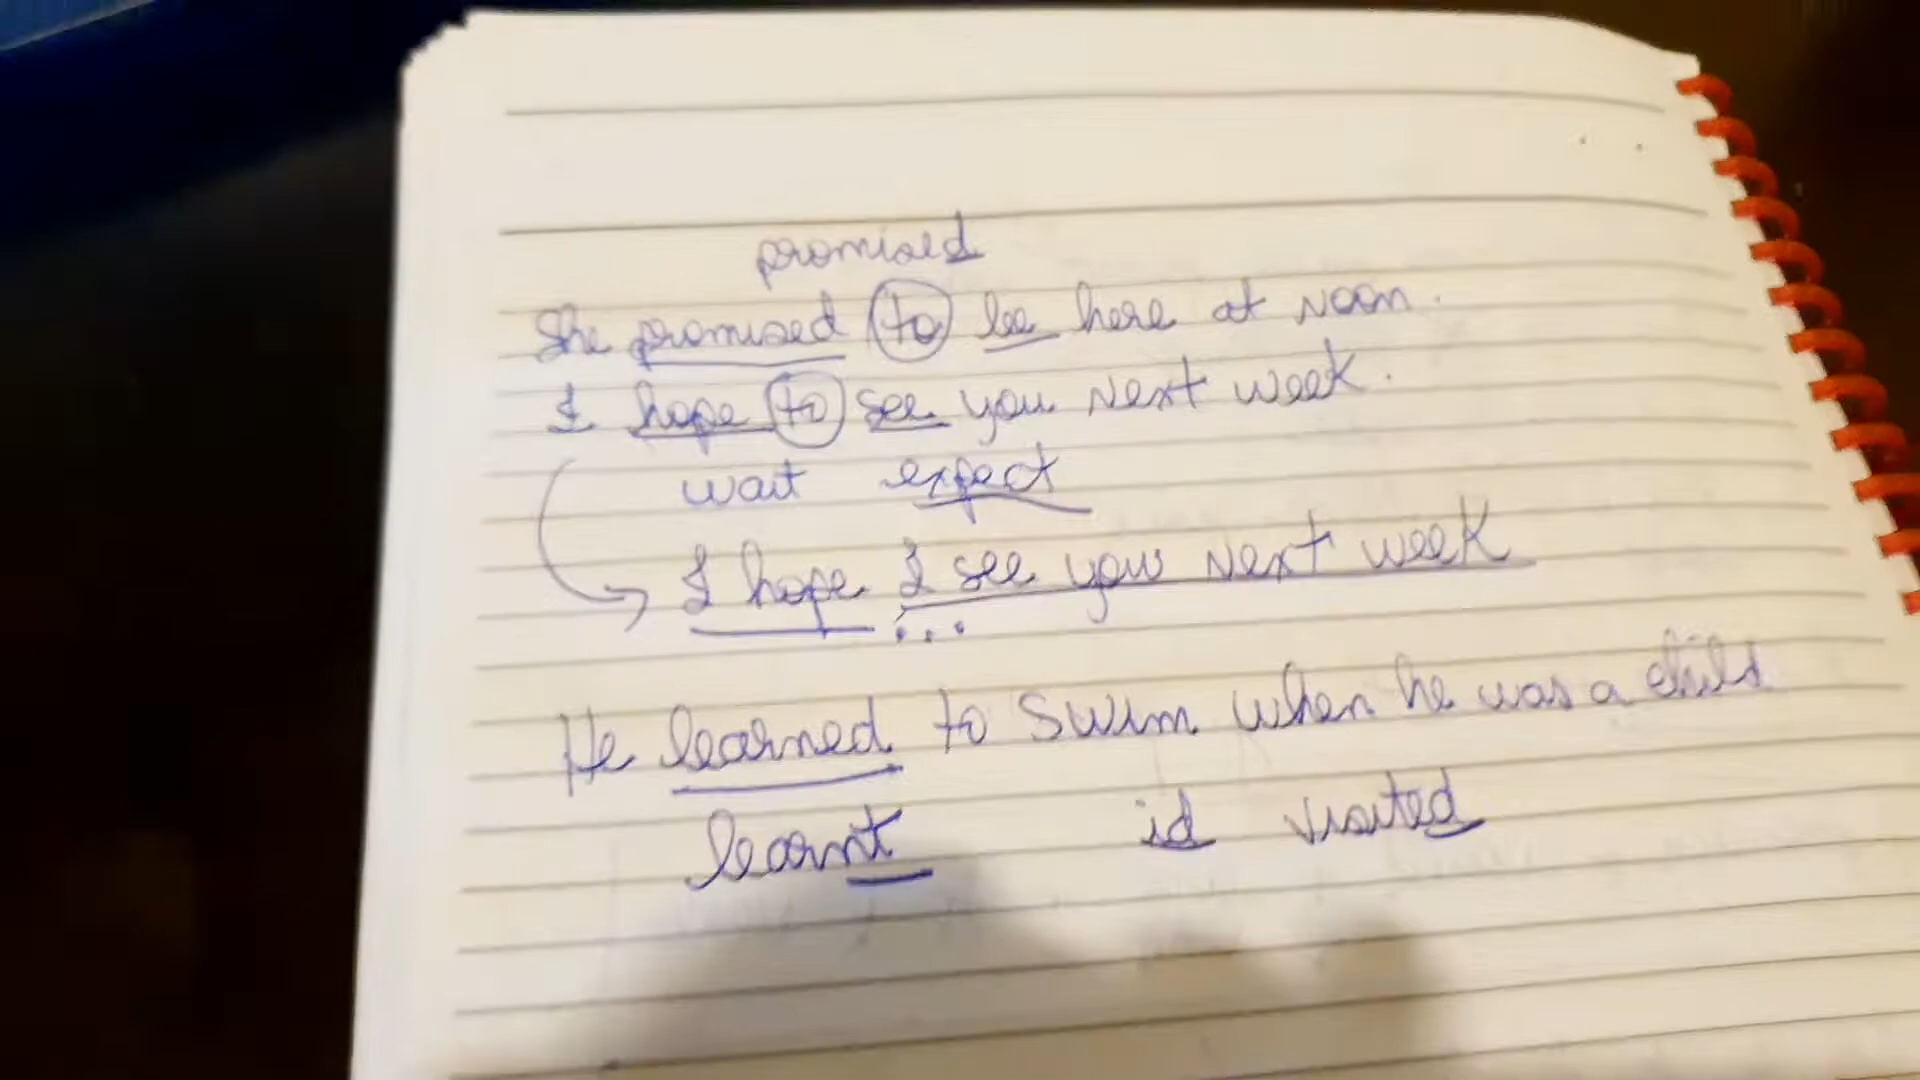 promised
She promised to be here at noon.
I hope to see you next week.
wait expect
I hope I see you next week
...
He learned to swim when he was a child
learnt id visited